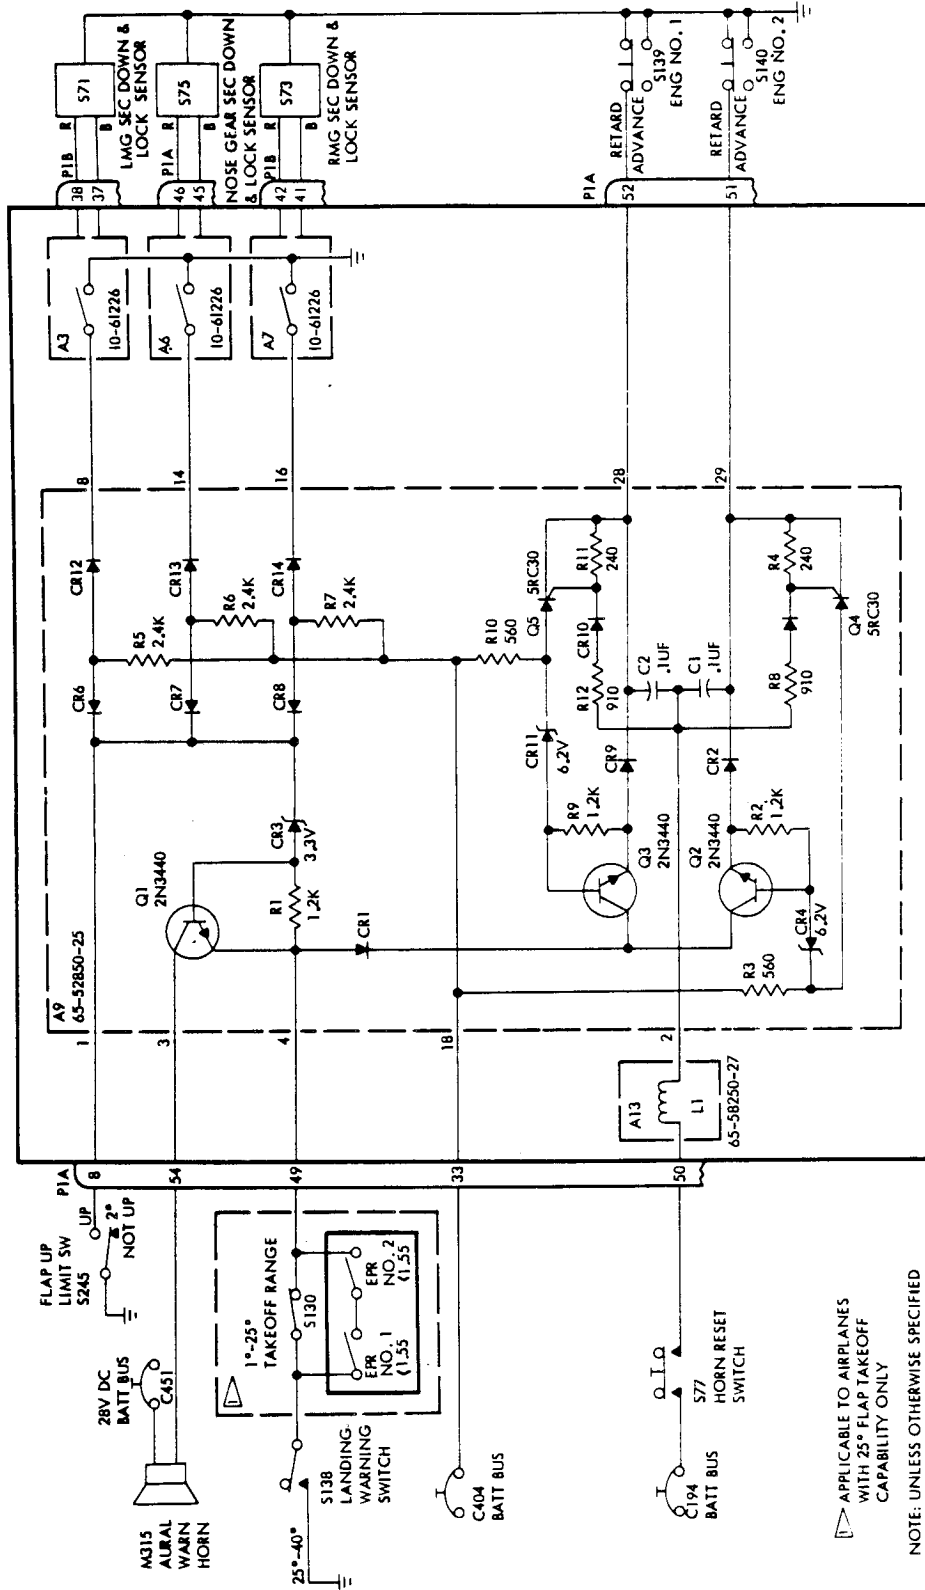 FLAP UP
LIMIT SW
S245
UP
2°
NOT UP
28V DC
BATT BUS
C451
M315
AURAL
WARN
HORN
1
1°-25°
TAKEOFF RANGE
S130
EPR
NO. 1
<1.55
EPR
NO. 2
<1.55
S138
LANDING
WARNING
SWITCH
25°-40°
C404
BATT BUS
C194
BATT BUS
S77
HORN RESET
SWITCH
1 APPLICABLE TO AIRPLANES
WITH 25° FLAP TAKEOFF
CAPABILITY ONLY
NOTE: UNLESS OTHERWISE SPECIFIED
P1A
8
54
49
33
50
A13
L1
65-58250-27
1
3
4
18
2
A9
65-52850-25
Q1
2N3440
R1
1.2K
CR3
3.3V
CR1
CR6
CR7
CR8
CR12
CR13
CR14
R5
2.4K
R6
2.4K
R7
2.4K
R10
560
R3
560
CR11
6.2V
CR4
6.2V
R9
1.2K
R2
1.2K
Q3
2N3440
Q2
2N3440
CR9
CR2
Q5
5RC30
R11
240
CR10
R12
910
C2
.1UF
C1
.1UF
R8
910
R4
240
Q4
5RC30
8
14
16
28
29
A3
10-61226
A6
10-61226
A7
10-61226
P1B
38
37
R
B
S71
LMG SEC DOWN &
LOCK SENSOR
P1A
46
45
R
B
S75
NOSE GEAR SEC DOWN
& LOCK SENSOR
P1B
42
41
R
B
S73
RMG SEC DOWN &
LOCK SENSOR
P1A
52
51
RETARD
ADVANCE
S139
ENG NO. 1
RETARD
ADVANCE
S140
ENG NO. 2